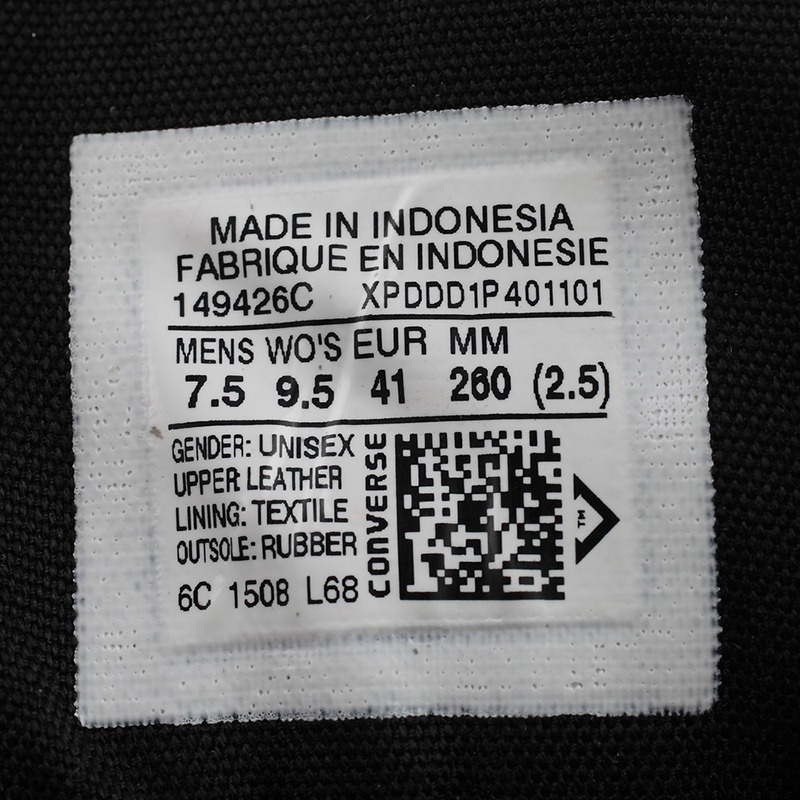 MADE IN INDONESIA
FABRIQUE EN INDONESIE
149426C XPDDD1P401101
MENS WO'S EUR MM
7.5 9.5 41 260 (2.5)
GENDER: UNISEX
UPPER: LEATHER
LINING: TEXTILE
OUTSOLE: RUBBER
6C 1508 L68
CONVERSE
TM